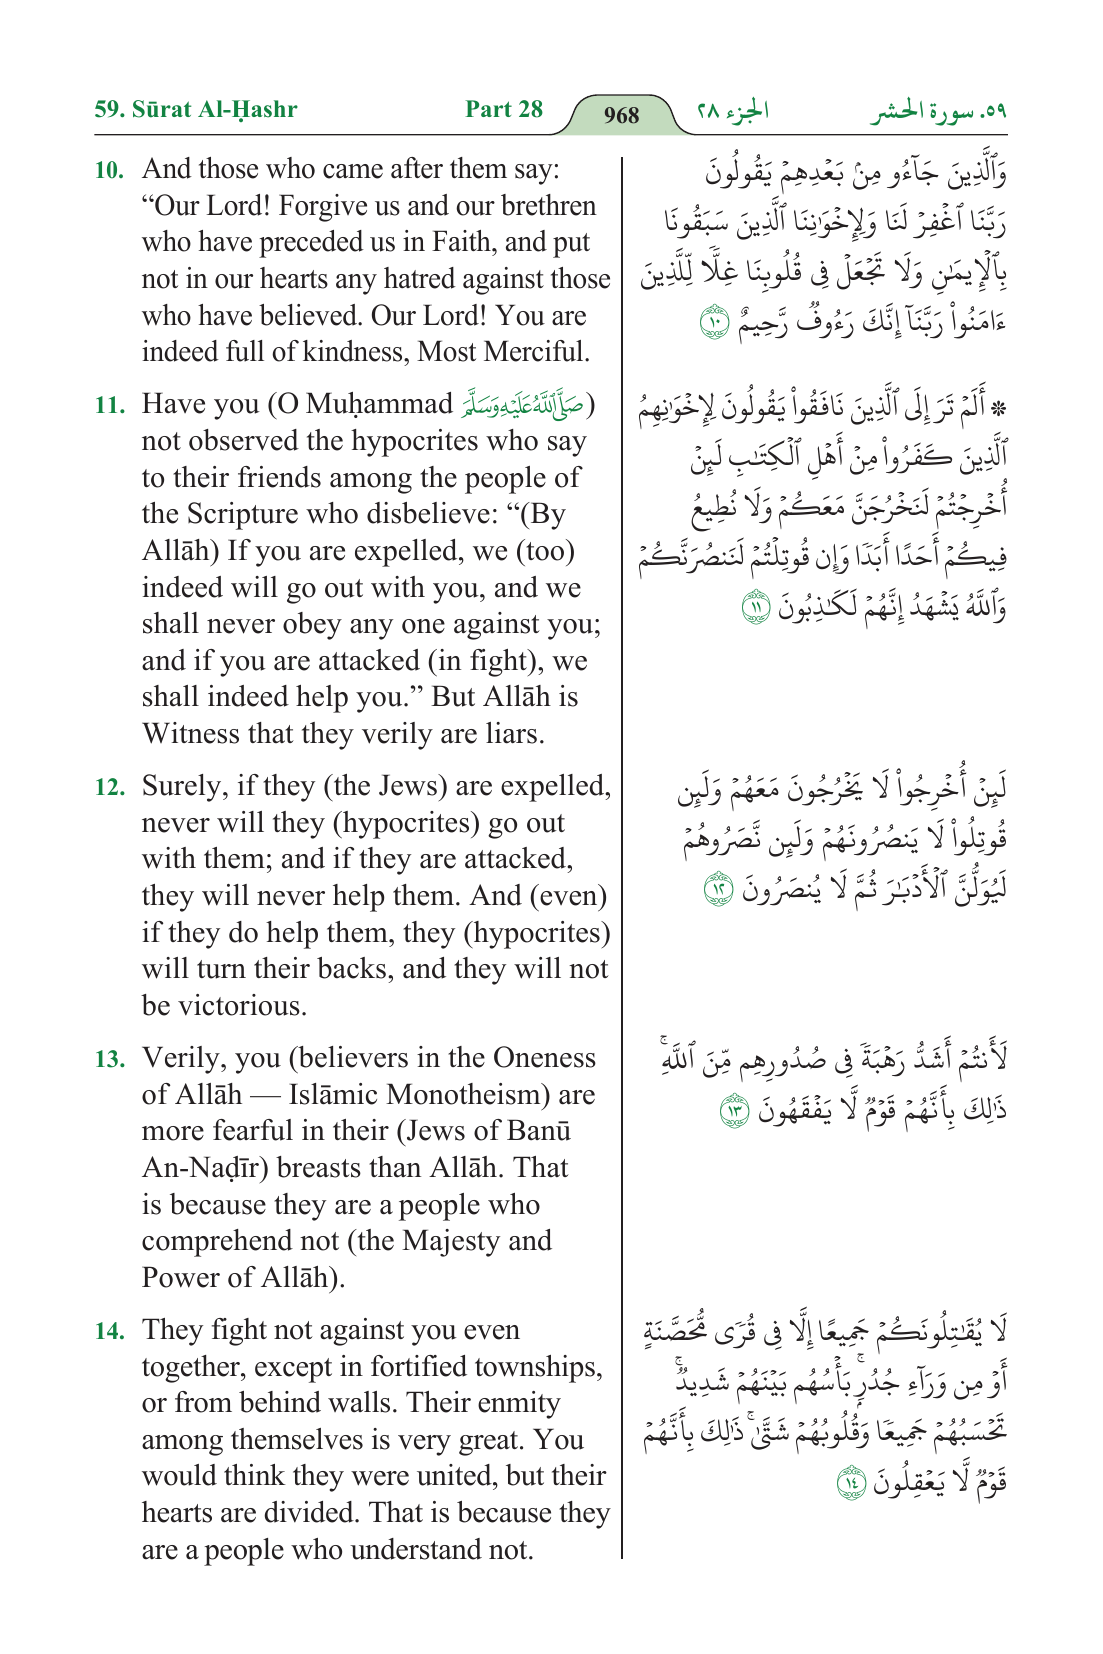 59. Sūrat Al-Ḥashr Part 28 968 الجزء ٢٨ ٥٩. سورة الحشر
10. And those who came after them say:
“Our Lord! Forgive us and our brethren
who have preceded us in Faith, and put
not in our hearts any hatred against those
who have believed. Our Lord! You are
indeed full of kindness, Most Merciful.
وَٱلَّذِينَ جَآءُو مِنۢ بَعْدِهِمْ يَقُولُونَ
رَبَّنَا ٱغْفِرْ لَنَا وَلِإِخْوَٰنِنَا ٱلَّذِينَ سَبَقُونَا
بِٱلْإِيمَٰنِ وَلَا تَجْعَلْ فِى قُلُوبِنَا غِلًّا لِّلَّذِينَ
ءَامَنُوا۟ رَبَّنَآ إِنَّكَ رَءُوفٌ رَّحِيمٌ ١٠
11. Have you (O Muḥammad صَلَّى اللَّهُ عَلَيْهِ وَسَلَّمَ)
not observed the hypocrites who say
to their friends among the people of
the Scripture who disbelieve: “(By
Allāh) If you are expelled, we (too)
indeed will go out with you, and we
shall never obey any one against you;
and if you are attacked (in fight), we
shall indeed help you.” But Allāh is
Witness that they verily are liars.
* أَلَمْ تَرَ إِلَى ٱلَّذِينَ نَافَقُوا۟ يَقُولُونَ لِإِخْوَٰنِهِمُ
ٱلَّذِينَ كَفَرُوا۟ مِنْ أَهْلِ ٱلْكِتَٰبِ لَئِنْ
أُخْرِجْتُمْ لَنَخْرُجَنَّ مَعَكُمْ وَلَا نُطِيعُ
فِيكُمْ أَحَدًا أَبَدًا وَإِن قُوتِلْتُمْ لَنَنصُرَنَّكُمْ
وَٱللَّهُ يَشْهَدُ إِنَّهُمْ لَكَٰذِبُونَ ١١
12. Surely, if they (the Jews) are expelled,
never will they (hypocrites) go out
with them; and if they are attacked,
they will never help them. And (even)
if they do help them, they (hypocrites)
will turn their backs, and they will not
be victorious.
لَئِنْ أُخْرِجُوا۟ لَا يَخْرُجُونَ مَعَهُمْ وَلَئِن
قُوتِلُوا۟ لَا يَنصُرُونَهُمْ وَلَئِن نَّصَرُوهُمْ
لَيُوَلُّنَّ ٱلْأَدْبَٰرَ ثُمَّ لَا يُنصَرُونَ ١٢
13. Verily, you (believers in the Oneness
of Allāh — Islāmic Monotheism) are
more fearful in their (Jews of Banū
An-Naḍīr) breasts than Allāh. That
is because they are a people who
comprehend not (the Majesty and
Power of Allāh).
لَأَنتُمْ أَشَدُّ رَهْبَةً فِى صُدُورِهِم مِّنَ ٱللَّهِ ۚ
ذَٰلِكَ بِأَنَّهُمْ قَوْمٌ لَّا يَفْقَهُونَ ١٣
14. They fight not against you even
together, except in fortified townships,
or from behind walls. Their enmity
among themselves is very great. You
would think they were united, but their
hearts are divided. That is because they
are a people who understand not.
لَا يُقَٰتِلُونَكُمْ جَمِيعًا إِلَّا فِى قُرًى مُّحَصَّنَةٍ
أَوْ مِن وَرَآءِ جُدُرٍۭ ۚ بَأْسُهُم بَيْنَهُمْ شَدِيدٌ ۚ
تَحْسَبُهُمْ جَمِيعًا وَقُلُوبُهُمْ شَتَّىٰ ۚ ذَٰلِكَ بِأَنَّهُمْ
قَوْمٌ لَّا يَعْقِلُونَ ١٤